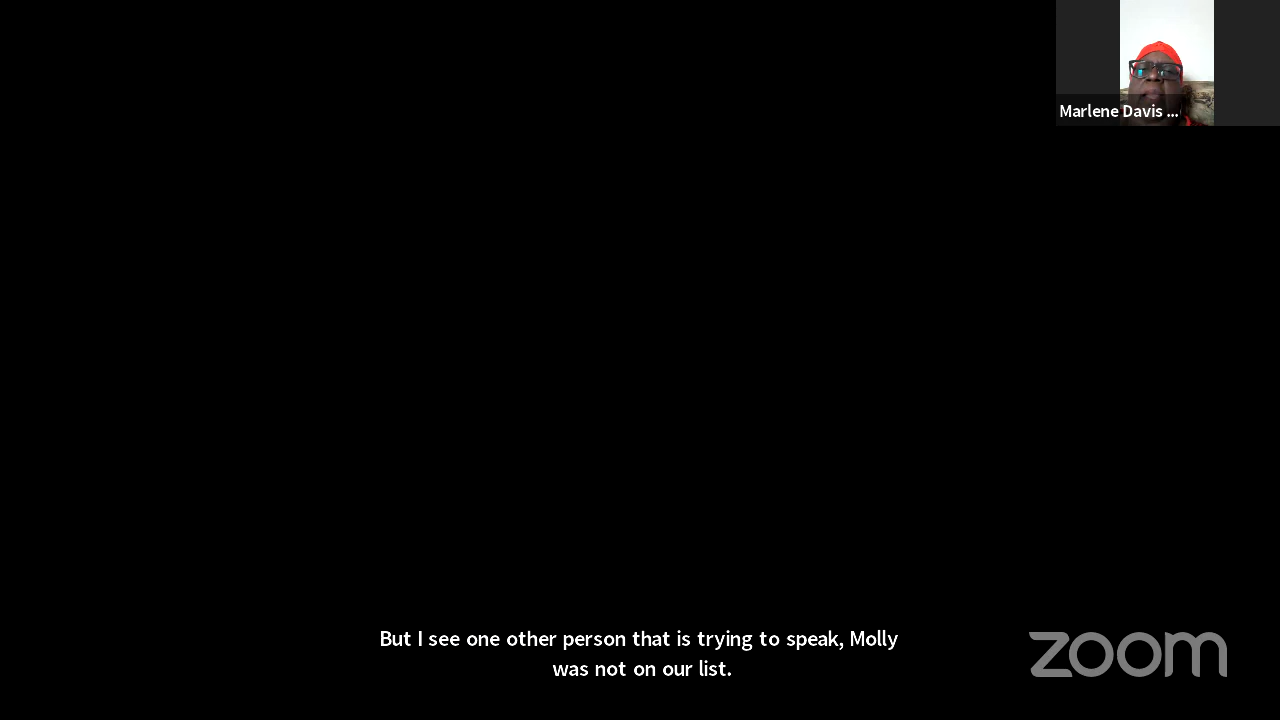 Marlene Davis ...
But I see one other person that is trying to speak, Molly
was not on our list.
zoom